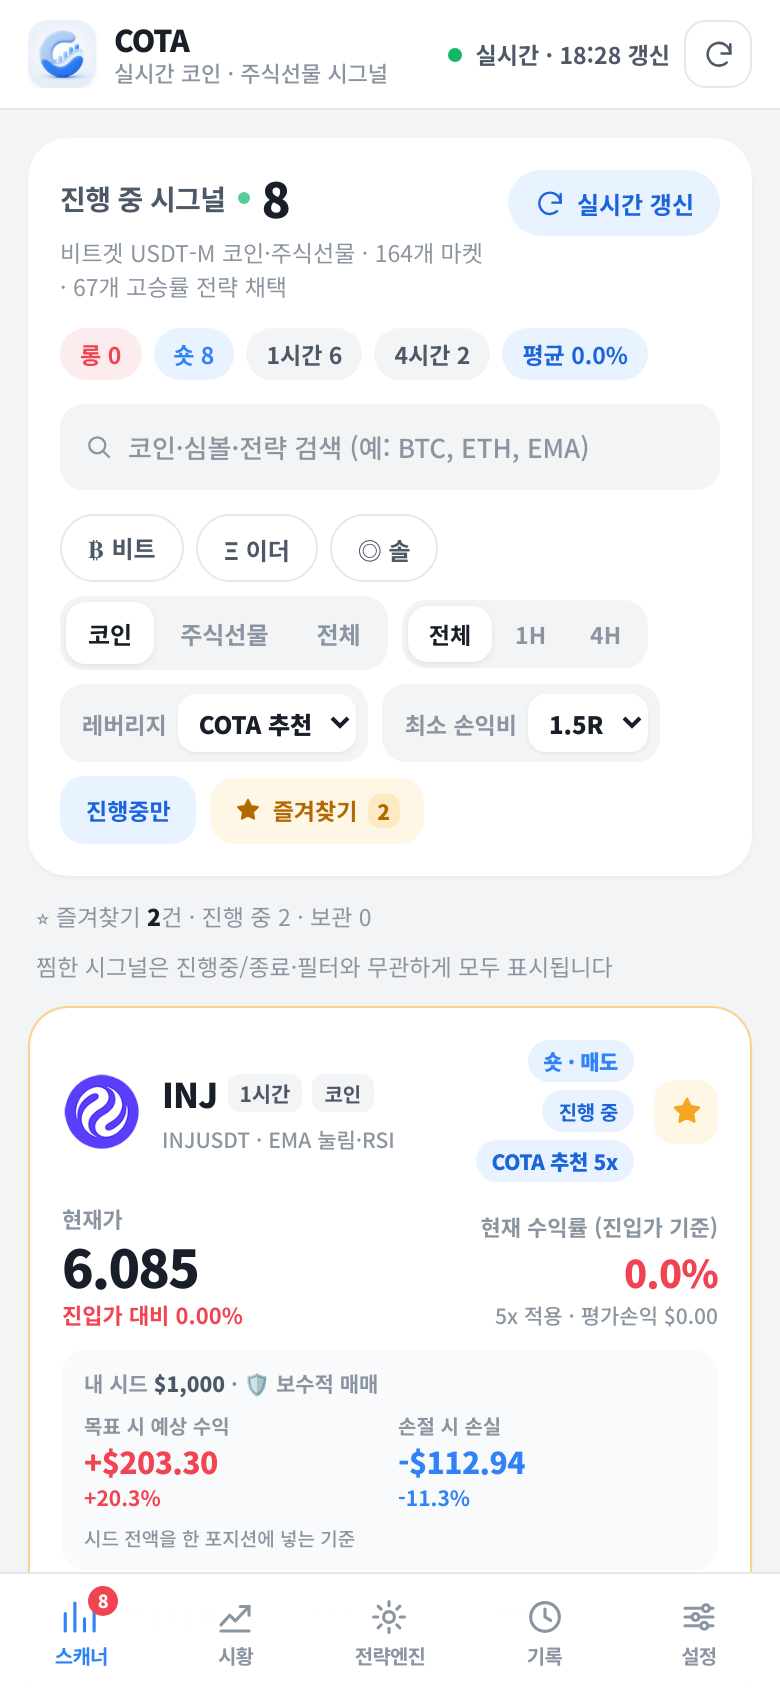 COTA
실시간 코인 · 주식선물 시그널
실시간 · 18:28 갱신
진행 중 시그널 8
실시간 갱신
비트겟 USDT-M 코인·주식선물 · 164개 마켓
· 67개 고승률 전략 채택
롱 0 숏 8 1시간 6 4시간 2 평균 0.0%
코인·심볼·전략 검색 (예: BTC, ETH, EMA)
₿ 비트 Ξ 이더 ◎ 솔
코인 주식선물 전체 전체 1H 4H
레버리지 COTA 추천 최소 손익비 1.5R
진행중만 ★ 즐겨찾기 2
☆ 즐겨찾기 2건 · 진행 중 2 · 보관 0
찜한 시그널은 진행중/종료·필터와 무관하게 모두 표시됩니다
INJ 1시간 코인
INJUSDT · EMA 눌림·RSI
숏 · 매도
진행 중
COTA 추천 5x
현재가
6.085
진입가 대비 0.00%
현재 수익률 (진입가 기준)
0.0%
5x 적용 · 평가손익 $0.00
내 시드 $1,000 · 🛡️ 보수적 매매
목표 시 예상 수익
+$203.30
+20.3%
손절 시 손실
-$112.94
-11.3%
시드 전액을 한 포지션에 넣는 기준
8
스캐너 시황 전략엔진 기록 설정